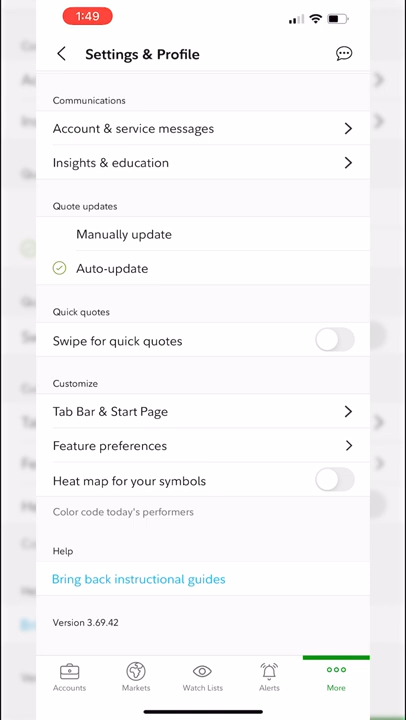 1:49
Settings & Profile
Communications
Account & service messages
Insights & education
Quote updates
Manually update
Auto-update
Quick quotes
Swipe for quick quotes
Customize
Tab Bar & Start Page
Feature preferences
Heat map for your symbols
Color code today's performers
Help
Bring back instructional guides
Version 3.69.42
Accounts
Markets
Watch Lists
Alerts
More